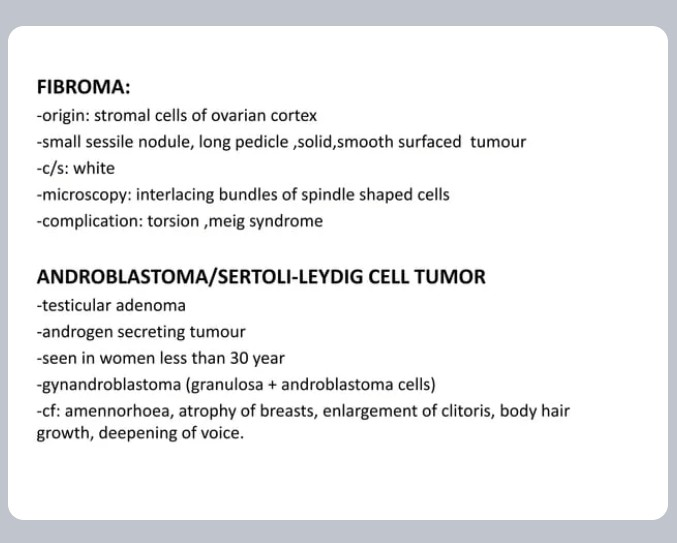 FIBROMA:
-origin: stromal cells of ovarian cortex
-small sessile nodule, long pedicle ,solid,smooth surfaced  tumour
-c/s: white
-microscopy: interlacing bundles of spindle shaped cells
-complication: torsion ,meig syndrome
ANDROBLASTOMA/SERTOLI-LEYDIG CELL TUMOR
-testicular adenoma
-androgen secreting tumour
-seen in women less than 30 year
-gynandroblastoma (granulosa + androblastoma cells)
-cf: amennorhoea, atrophy of breasts, enlargement of clitoris, body hair
growth, deepening of voice.